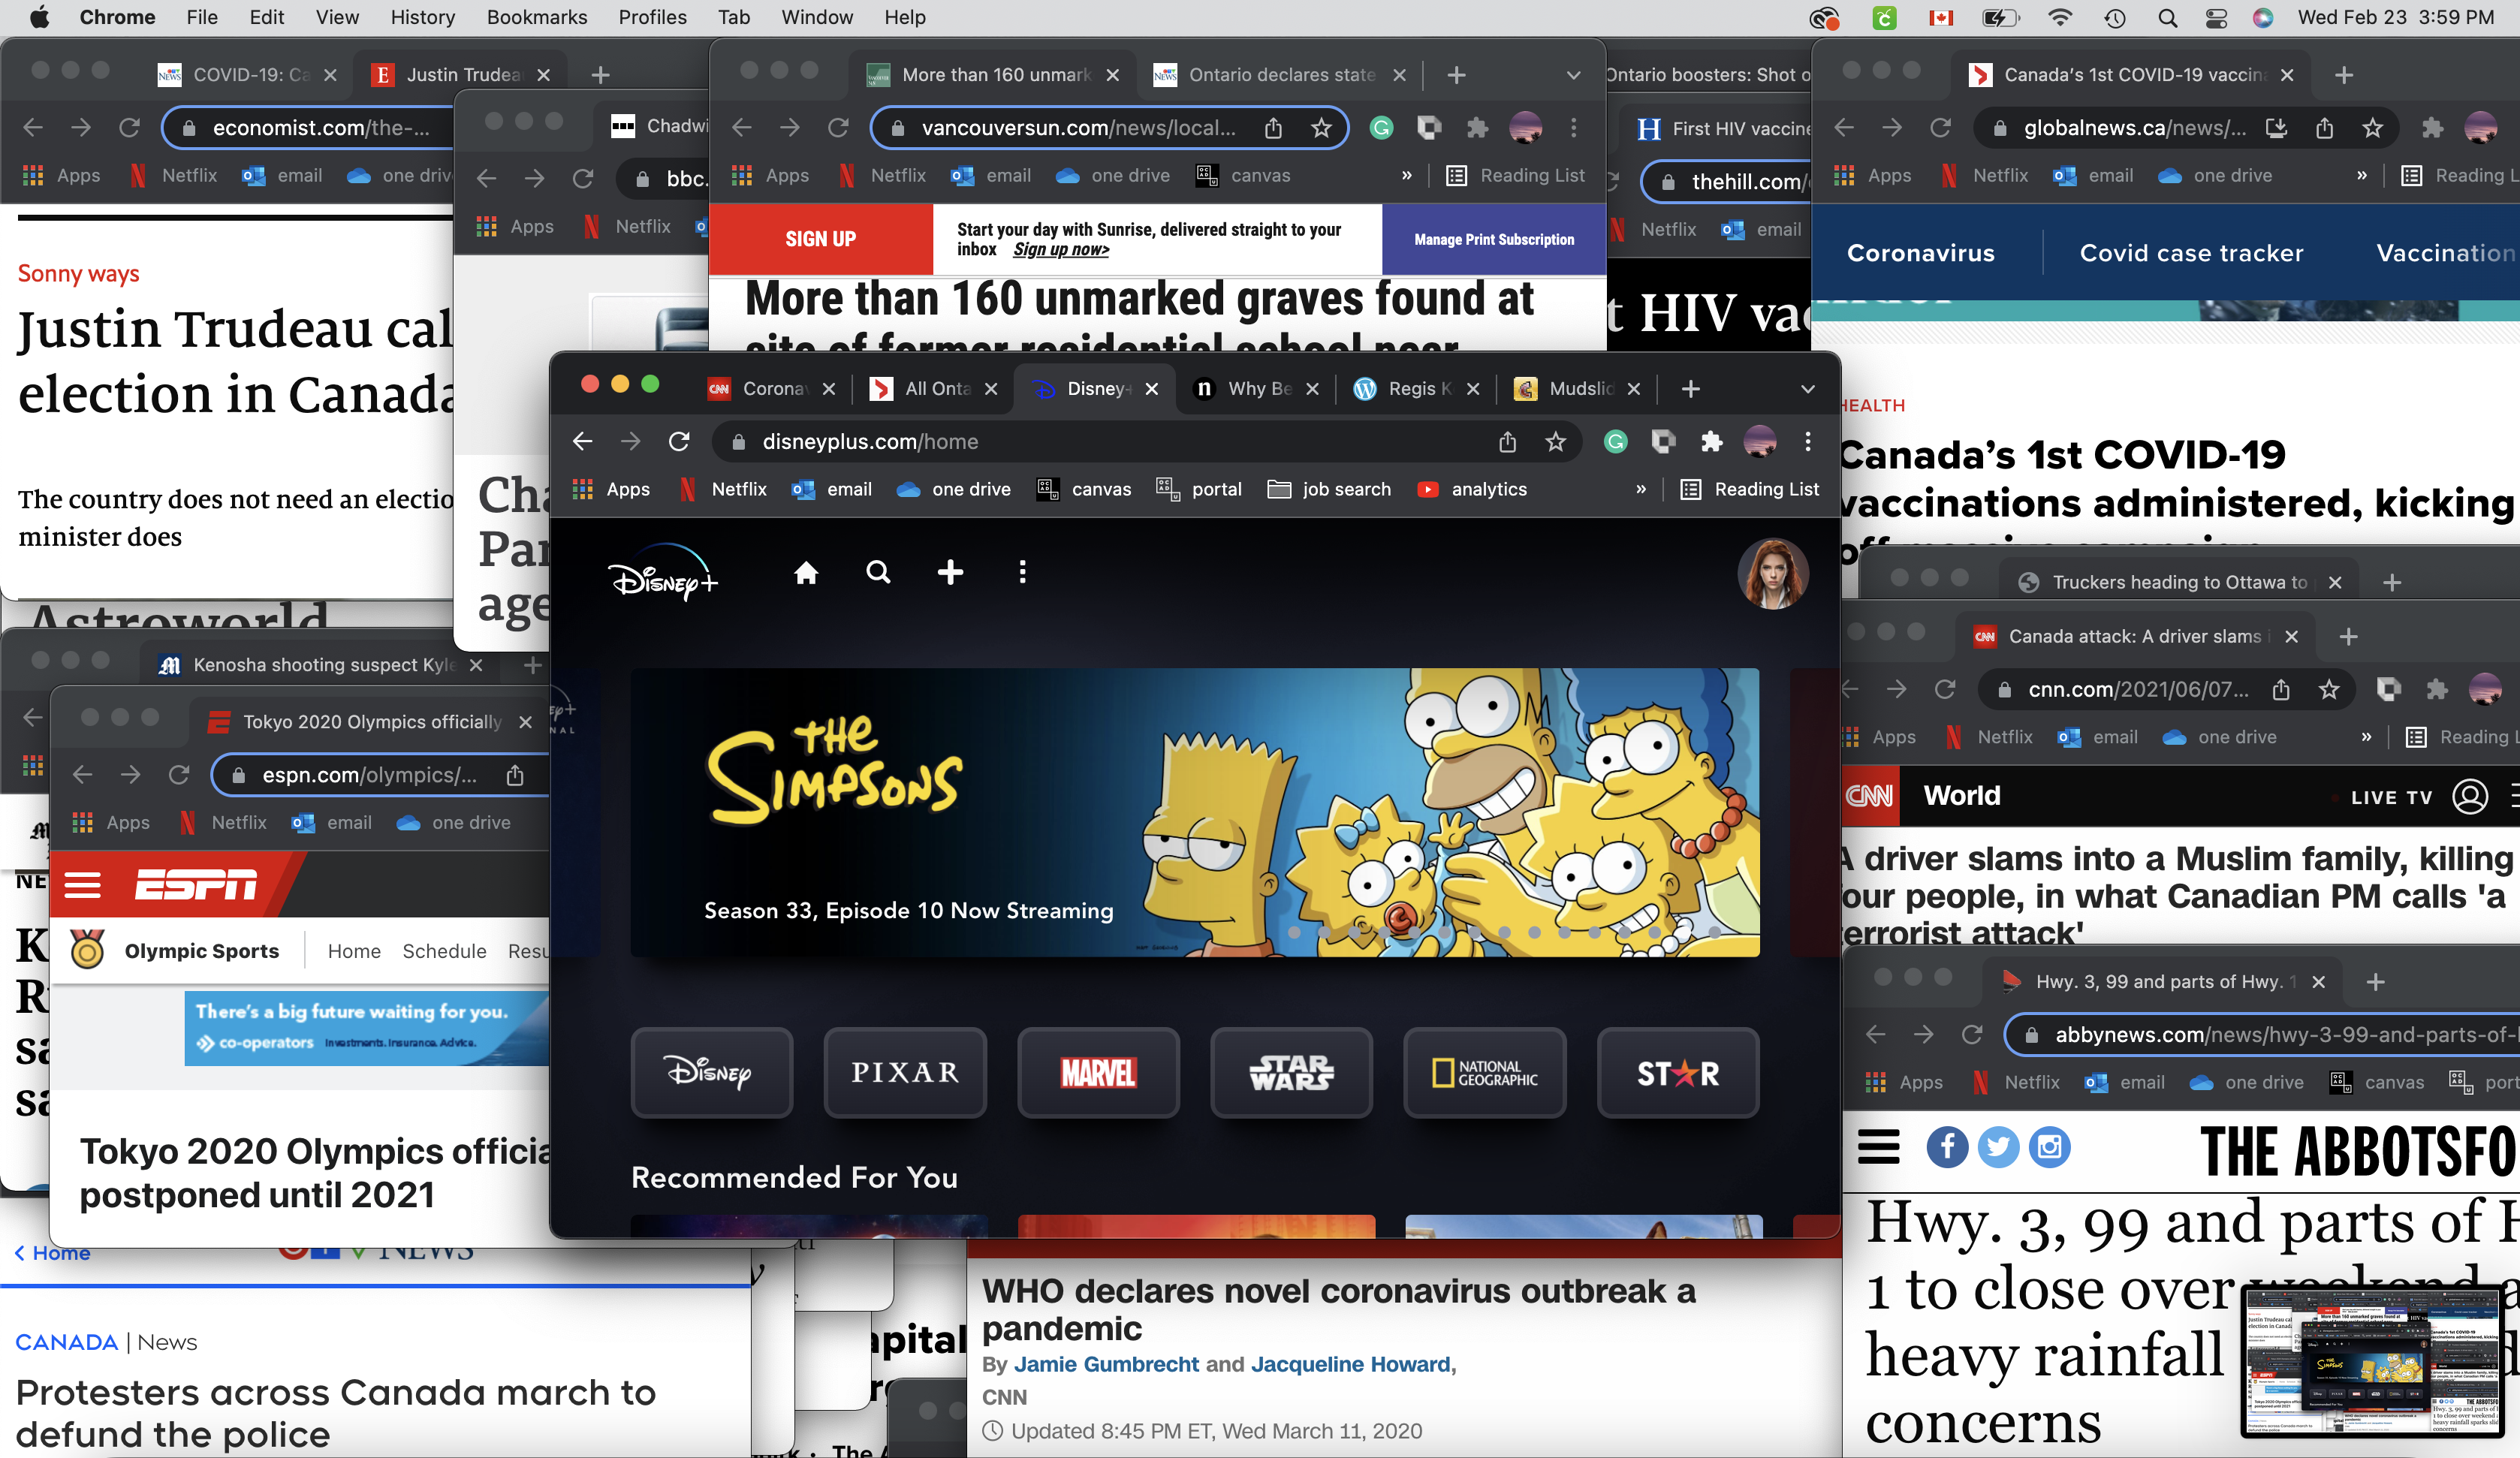 Chrome File Edit View History Bookmarks Profiles Tab Window Help
Wed Feb 23 3:59 PM
COVID-19: Ca
Justin Trudea
economist.com/the-...
Apps Netflix email one driv
Sonny ways
Justin Trudeau cal
election in Canada
The country does not need an electio
minister does
Astroworld
Chadwi
bbc.
Apps Netflix
Cha
Par
age
More than 160 unmark
Ontario declares state
vancouversun.com/news/local...
Apps Netflix email one drive canvas
Reading List
SIGN UP
Start your day with Sunrise, delivered straight to your
inbox Sign up now>
Manage Print Subscription
More than 160 unmarked graves found at
site of former residential school near
Ontario boosters: Shot o
First HIV vaccine
thehill.com/
Netflix email
t HIV vac
Canada's 1st COVID-19 vaccin
globalnews.ca/news/...
Apps Netflix email one drive
Reading L
Coronavirus
Covid case tracker
Vaccination
HEALTH
Canada's 1st COVID-19
vaccinations administered, kicking
off massive campaign
Corona
All Onta
Disney+
Why Be
Regis K
Mudslid
disneyplus.com/home
Apps Netflix email one drive canvas portal job search analytics
Reading List
Disney+
THE SIMPSONS
Season 33, Episode 10 Now Streaming
Disney
PIXAR
MARVEL
STAR WARS
NATIONAL GEOGRAPHIC
STAR
Recommended For You
Truckers heading to Ottawa to
Canada attack: A driver slams i
cnn.com/2021/06/07...
Apps Netflix email one drive
Reading L
CNN World
LIVE TV
A driver slams into a Muslim family, killing
four people, in what Canadian PM calls 'a
terrorist attack'
Hwy. 3, 99 and parts of Hwy. 1
abbynews.com/news/hwy-3-99-and-parts-of-
Apps Netflix email one drive canvas port
THE ABBOTSFO
Hwy. 3, 99 and parts of H
1 to close over weekend a
heavy rainfall
concerns
Kenosha shooting suspect Kyle
NE
K
R
sa
sa
Tokyo 2020 Olympics officially
espn.com/olympics/...
Apps Netflix email one drive
ESPN
Olympic Sports Home Schedule Resu
There's a big future waiting for you.
co-operators Investments. Insurance. Advice.
Tokyo 2020 Olympics officia
postponed until 2021
Home
NEWS
CANADA | News
Protesters across Canada march to
defund the police
apital
The A
WHO declares novel coronavirus outbreak a
pandemic
By Jamie Gumbrecht and Jacqueline Howard,
CNN
Updated 8:45 PM ET, Wed March 11, 2020